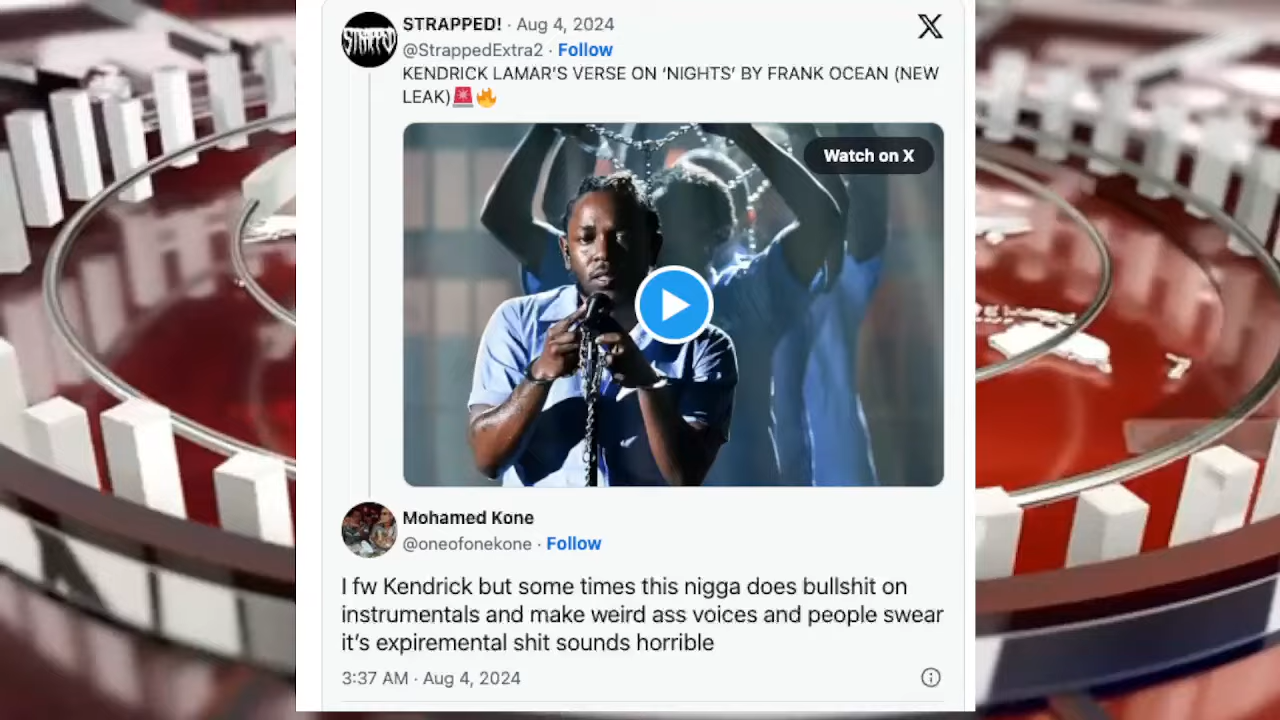 STRAPPED
STRAPPED! · Aug 4, 2024
@StrappedExtra2 · Follow
KENDRICK LAMAR'S VERSE ON ‘NIGHTS’ BY FRANK OCEAN (NEW
LEAK)🚨🔥
Watch on X
Mohamed Kone
@oneofonekone · Follow
I fw Kendrick but some times this nigga does bullshit on
instrumentals and make weird ass voices and people swear
it’s expiremental shit sounds horrible
3:37 AM · Aug 4, 2024